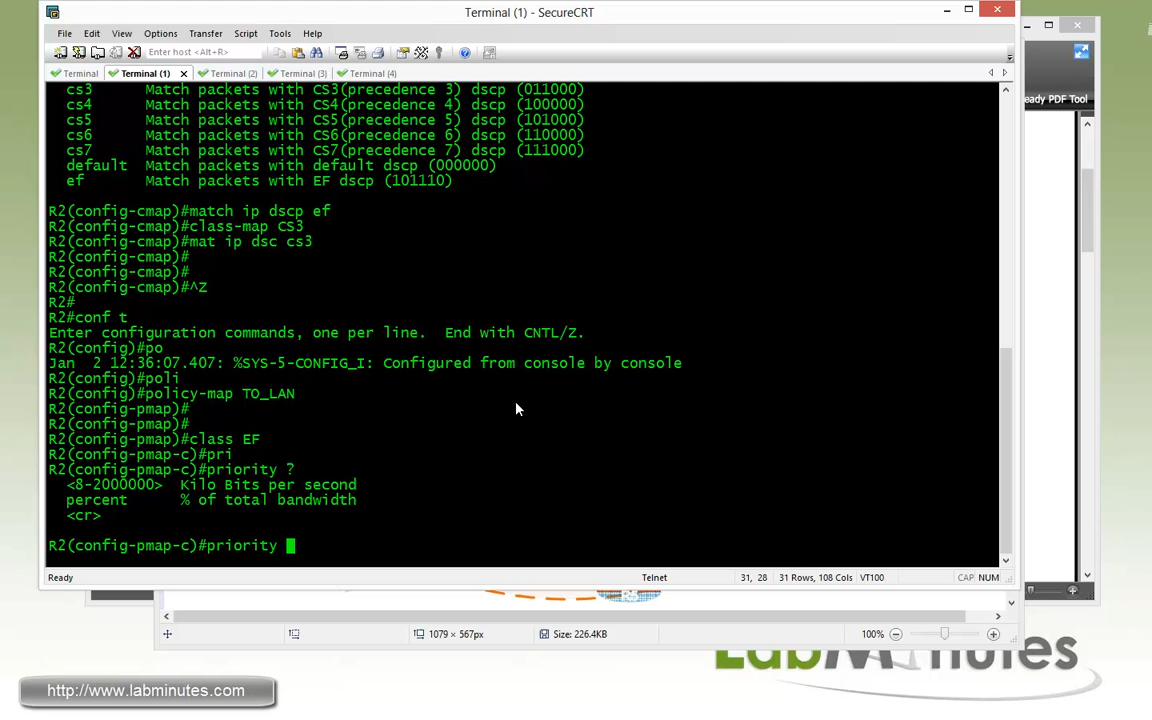 Terminal (1) - SecureCRT
File Edit View Options Transfer Script Tools Help
Enter host <Alt+R>
Terminal Terminal (1) Terminal (2) Terminal (3) Terminal (4)
eady PDF Tool
cs3 Match packets with CS3(precedence 3) dscp (011000)
cs4 Match packets with CS4(precedence 4) dscp (100000)
cs5 Match packets with CS5(precedence 5) dscp (101000)
cs6 Match packets with CS6(precedence 6) dscp (110000)
cs7 Match packets with CS7(precedence 7) dscp (111000)
default Match packets with default dscp (000000)
ef Match packets with EF dscp (101110)
R2(config-cmap)#match ip dscp ef
R2(config-cmap)#class-map CS3
R2(config-cmap)#mat ip dsc cs3
R2(config-cmap)#
R2(config-cmap)#
R2(config-cmap)#^Z
R2#
R2#conf t
Enter configuration commands, one per line. End with CNTL/Z.
R2(config)#po
Jan 2 12:36:07.407: %SYS-5-CONFIG_I: Configured from console by console
R2(config)#poli
R2(config)#policy-map TO_LAN
R2(config-pmap)#
R2(config-pmap)#
R2(config-pmap)#class EF
R2(config-pmap-c)#pri
R2(config-pmap-c)#priority ?
<8-2000000> Kilo Bits per second
percent % of total bandwidth
<cr>
R2(config-pmap-c)#priority
Ready Telnet 31, 28 31 Rows, 108 Cols VT100 CAP NUM
1079 × 567px Size: 226.4KB 100%
LabMinutes
http://www.labminutes.com